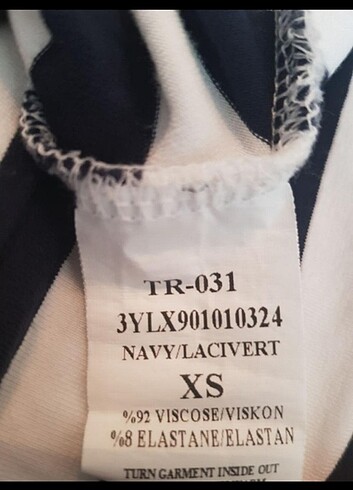 TR-031
3YLX901010324
NAVY/LACIVERT
XS
%92 VISCOSE/VISKON
%8 ELASTANE/ELASTAN
TURN GARMENT INSIDE OUT